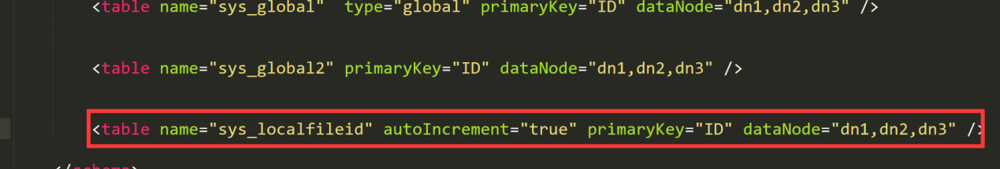 <table name="sys_global"  type="global" primaryKey="ID" dataNode="dn1,dn2,dn3" />
<table name="sys_global2" primaryKey="ID" dataNode="dn1,dn2,dn3" />
<table name="sys_localfileid" autoIncrement="true" primaryKey="ID" dataNode="dn1,dn2,dn3" />
</schema>